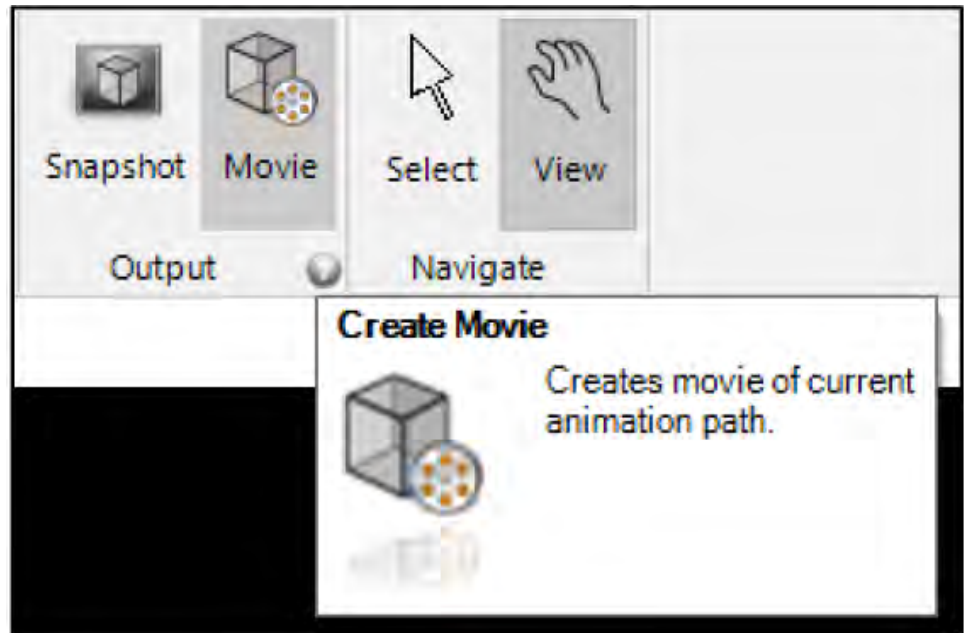 Snapshot Movie Select View
Output Navigate
Create Movie
Creates movie of current
animation path.